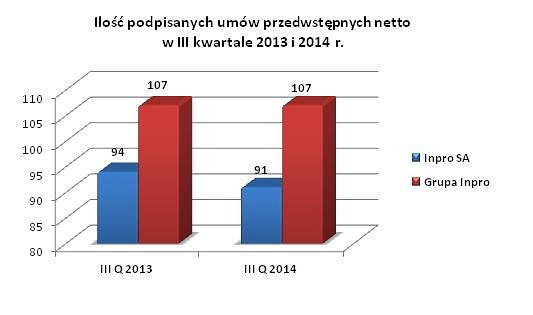 Ilość podpisanych umów przedwstępnych netto
w III kwartale 2013 i 2014 r.
107
107
94
91
110
105
100
95
90
85
80
Inpro SA
Grupa Inpro
III Q 2013
III Q 2014